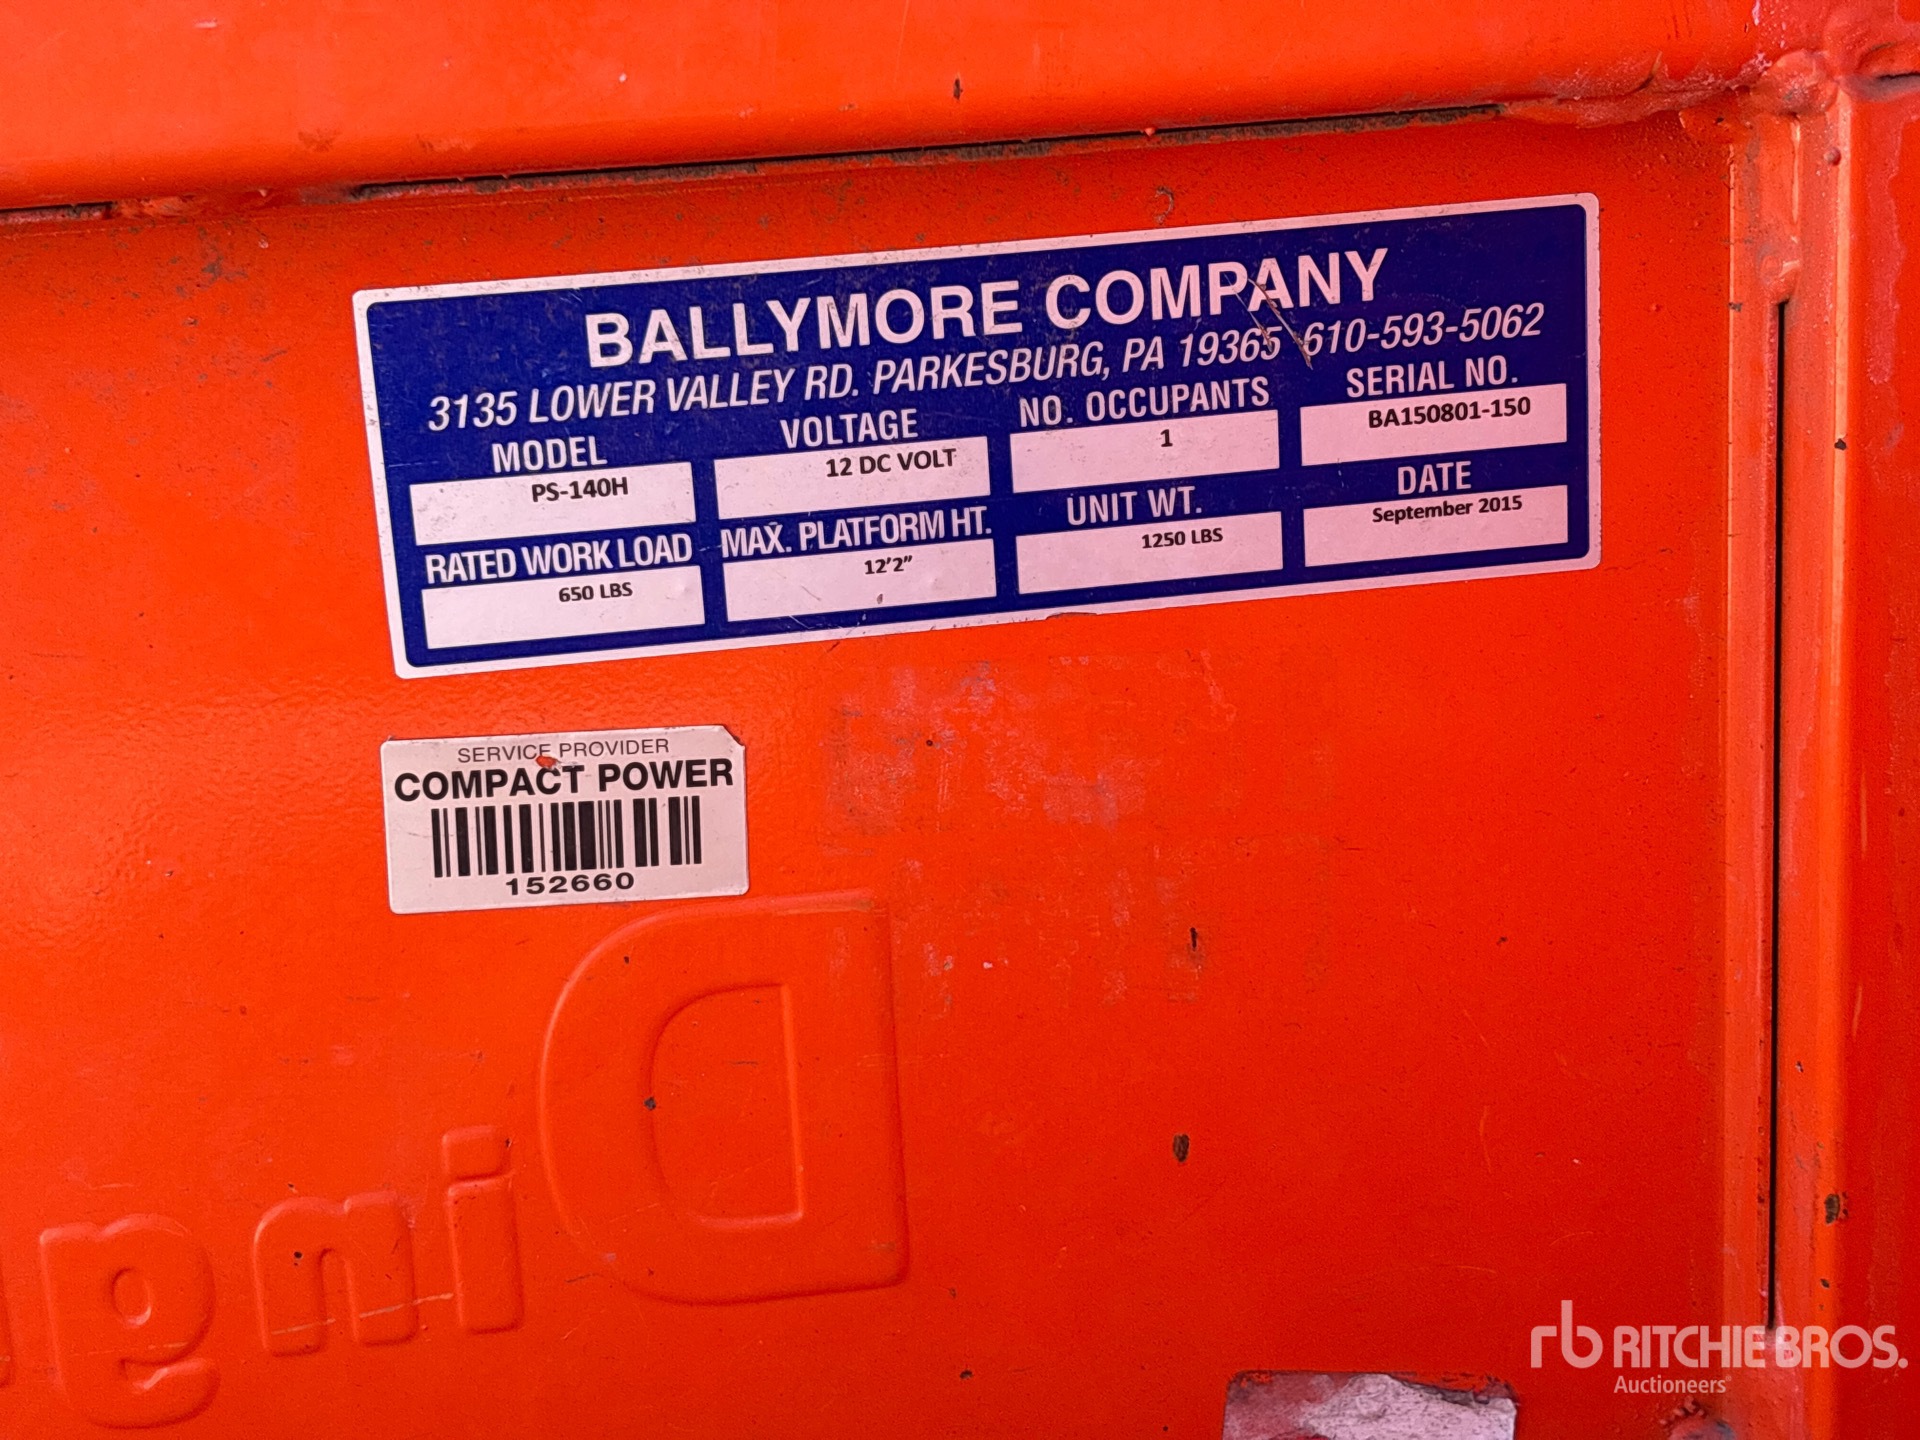 BALLYMORE COMPANY
3135 LOWER VALLEY RD. PARKESBURG, PA 19365 610-593-5062
MODEL VOLTAGE NO. OCCUPANTS SERIAL NO.
PS-140H 12 DC VOLT 1 BA150801-150
RATED WORK LOAD MAX. PLATFORM HT. UNIT WT. DATE
650 LBS 12'2" 1250 LBS September 2015
SERVICE PROVIDER
COMPACT POWER
152660
rb RITCHIE BROS.
Auctioneers